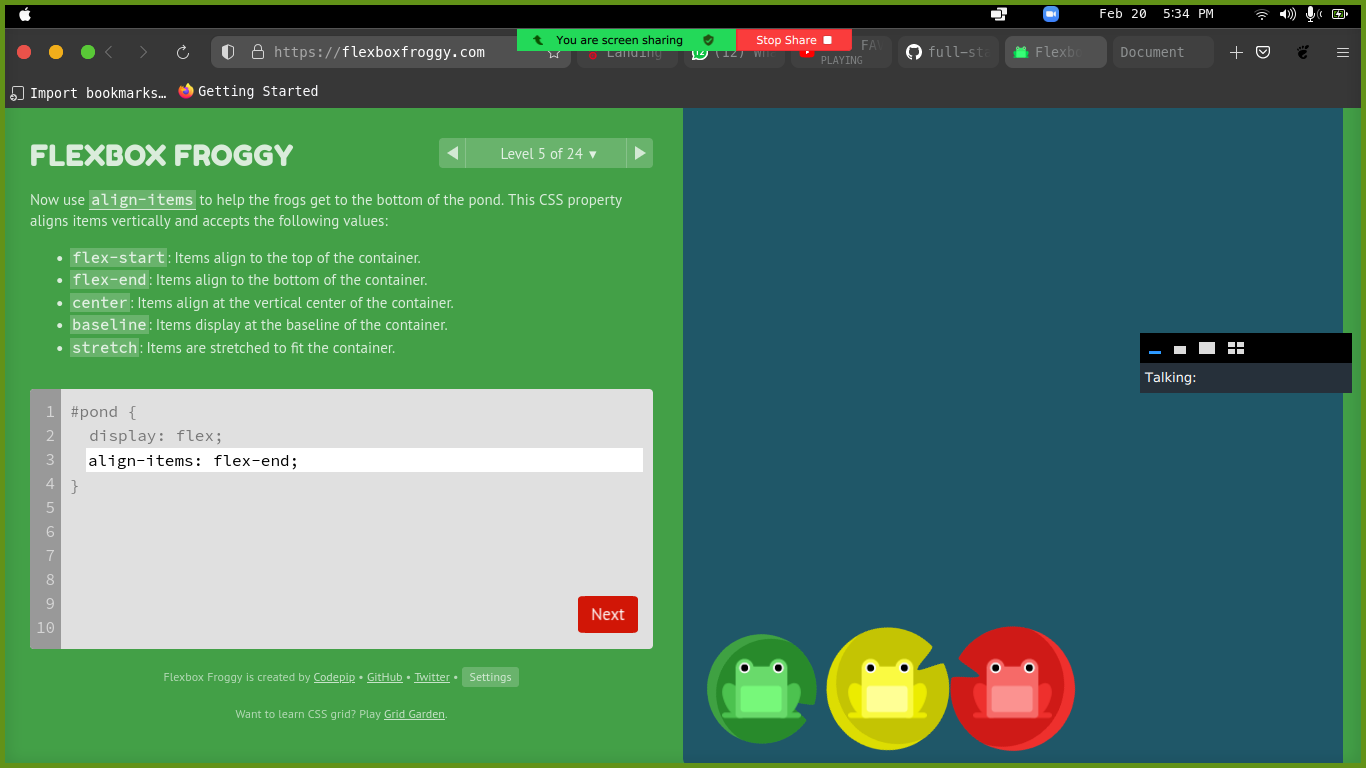 Feb 20 5:34 PM
You are screen sharing Stop Share
https://flexboxfroggy.com Landing (12) PLAYING FAV full-st Flexbo Document
Import bookmarks… Getting Started
FLEXBOX FROGGY
Level 5 of 24 ▾
Now use align-items to help the frogs get to the bottom of the pond. This CSS property
aligns items vertically and accepts the following values:
• flex-start: Items align to the top of the container.
• flex-end: Items align to the bottom of the container.
• center: Items align at the vertical center of the container.
• baseline: Items display at the baseline of the container.
• stretch: Items are stretched to fit the container.
1 #pond {
2 display: flex;
3 align-items: flex-end;
4 }
5
6
7
8
9
10
Next
Flexbox Froggy is created by Codepip • GitHub • Twitter • Settings
Want to learn CSS grid? Play Grid Garden.
Talking: